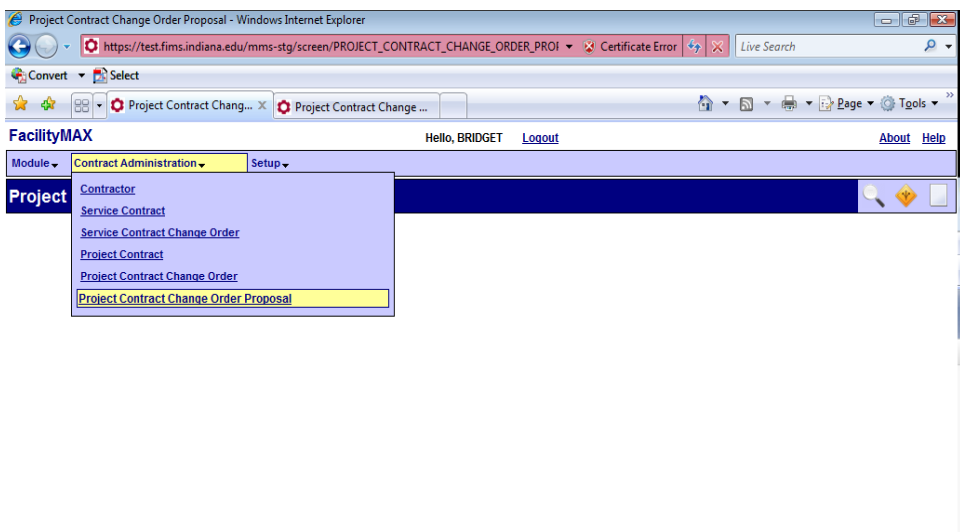 Project Contract Change Order Proposal - Windows Internet Explorer
https://test.fims.indiana.edu/mms-stg/screen/PROJECT_CONTRACT_CHANGE_ORDER_PROI Certificate Error Live Search
Convert Select
Project Contract Chang... Project Contract Change ... Page Tools
FacilityMAX Hello, BRIDGET Logout About Help
Module Contract Administration Setup
Project
Contractor
Service Contract
Service Contract Change Order
Project Contract
Project Contract Change Order
Project Contract Change Order Proposal